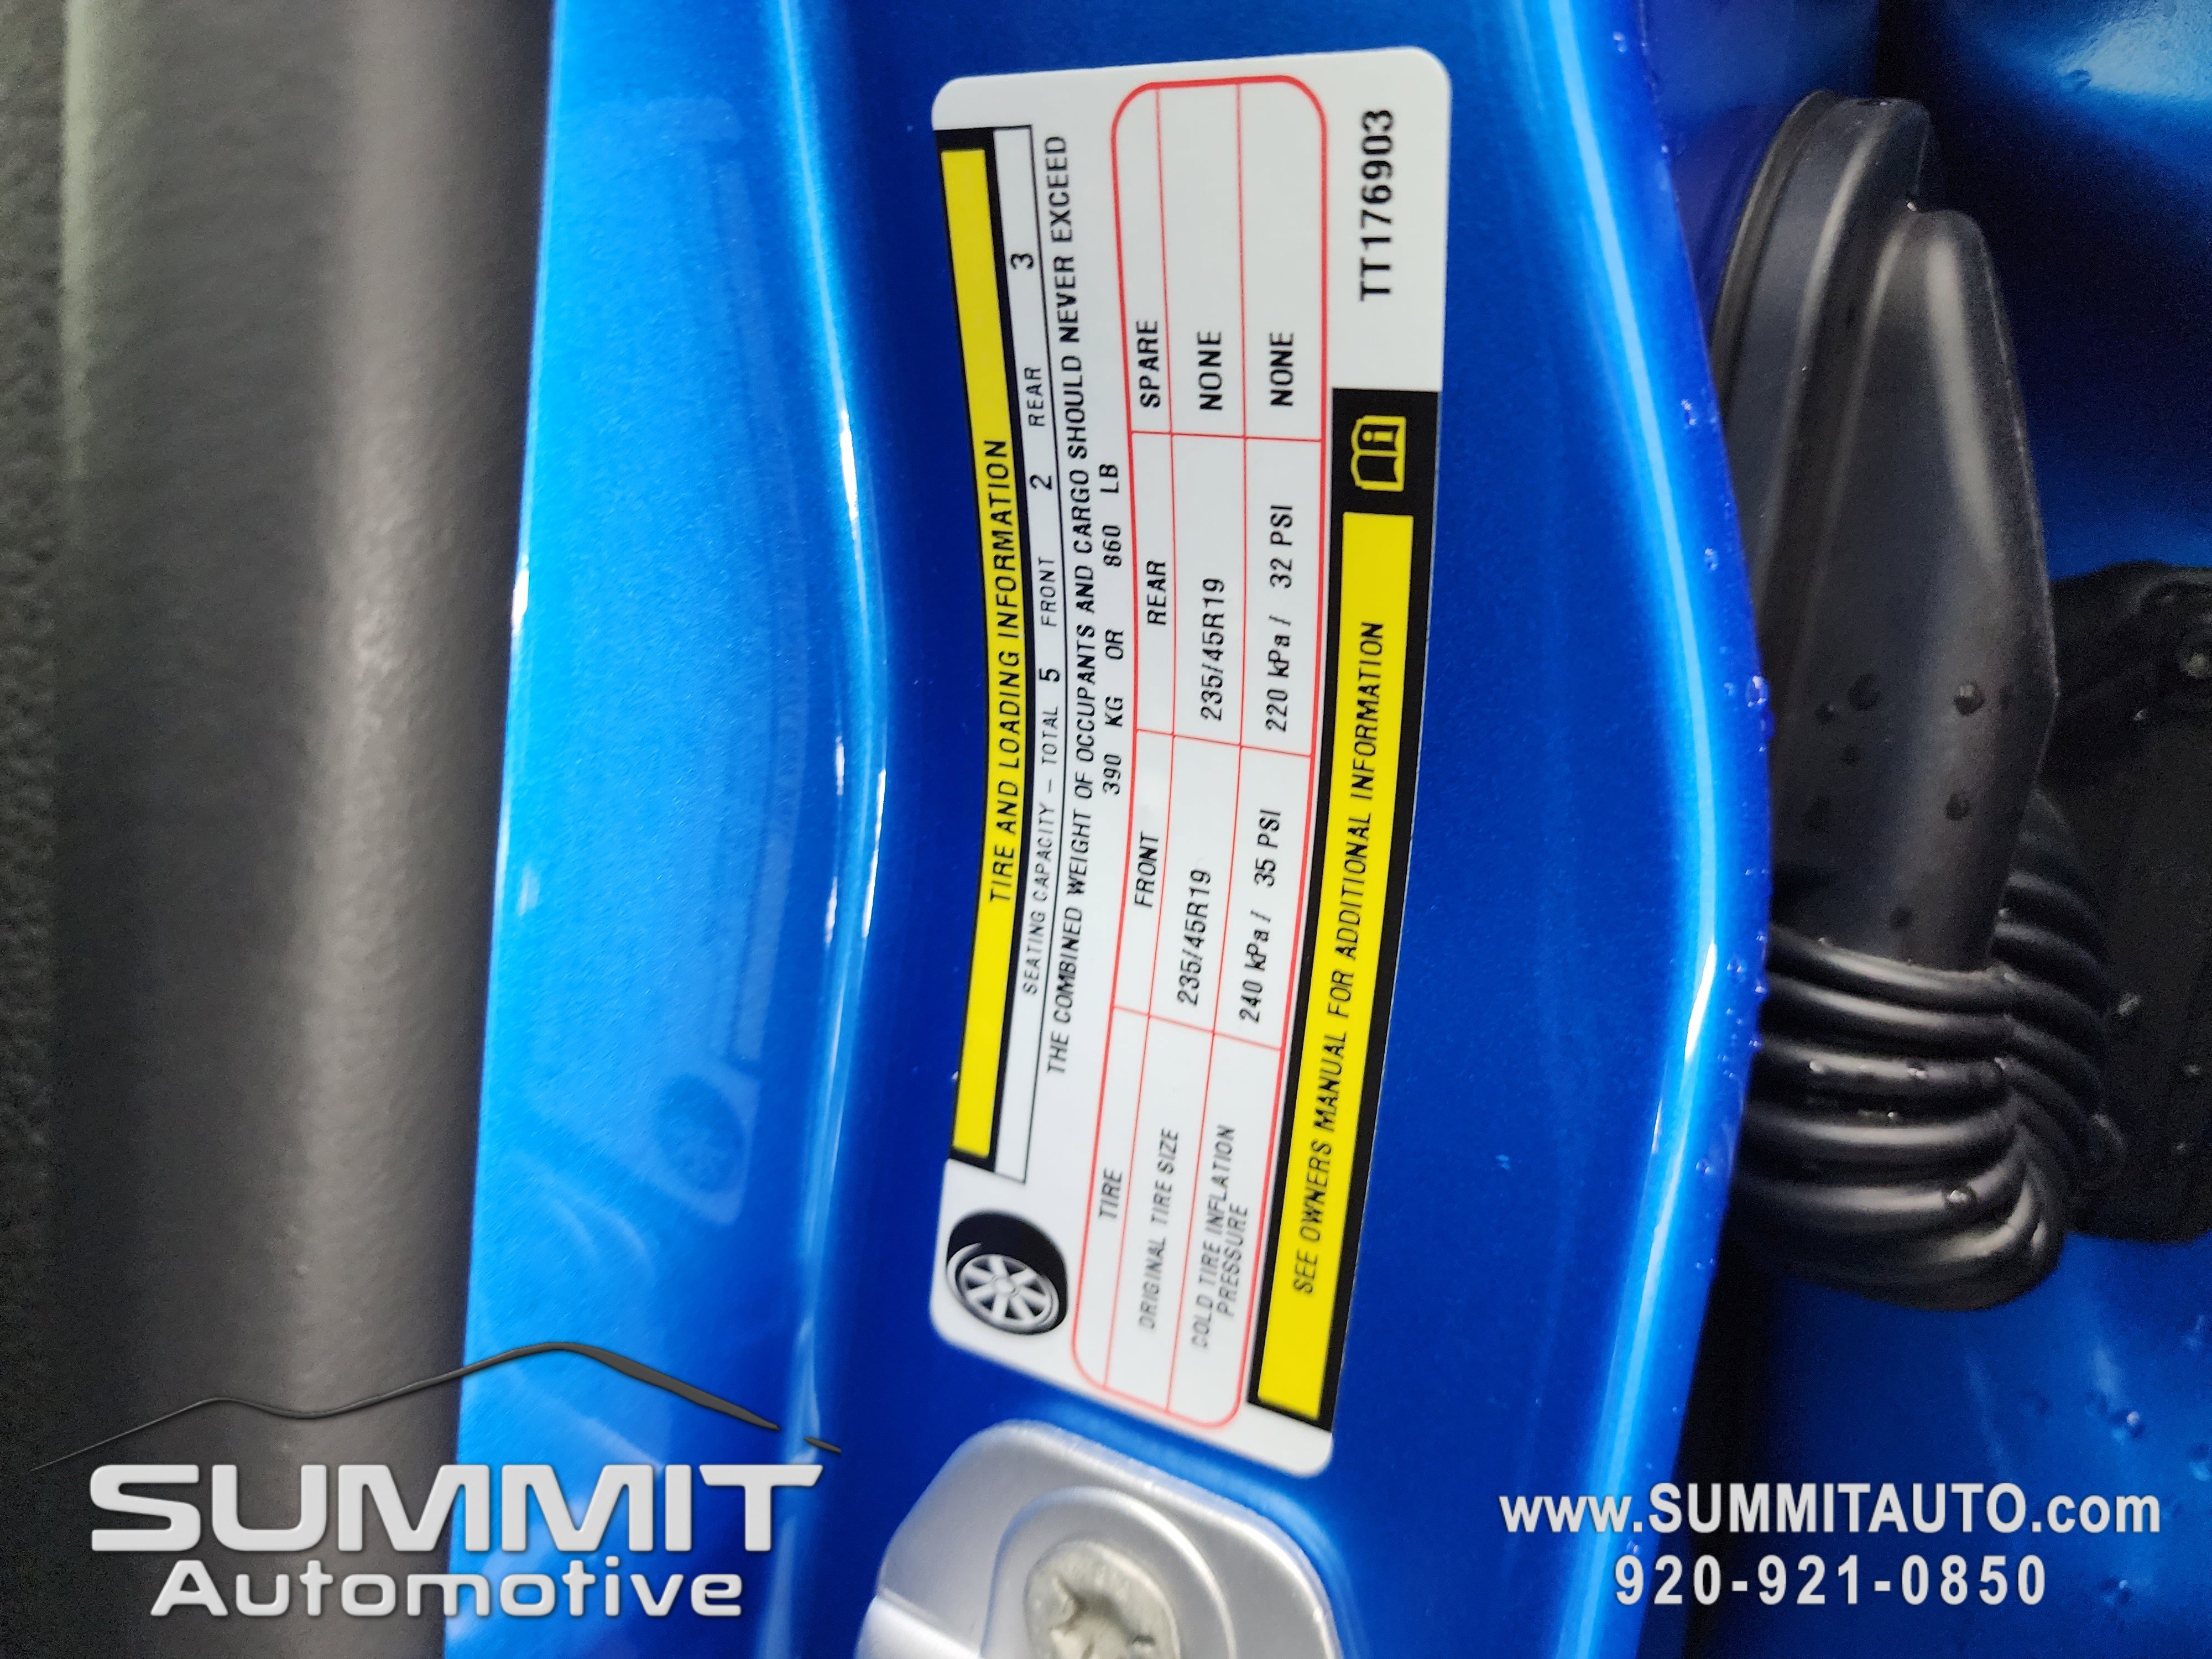 TIRE AND LOADING INFORMATION
SEATING CAPACITY – TOTAL 5 FRONT 2 REAR 3
THE COMBINED WEIGHT OF OCCUPANTS AND CARGO SHOULD NEVER EXCEED
390 KG OR 860 LB
TIRE FRONT REAR SPARE
ORIGINAL TIRE SIZE 235/45R19 235/45R19 NONE
COLD TIRE INFLATION PRESSURE 240 kPa / 35 PSI 220 kPa / 32 PSI NONE
SEE OWNERS MANUAL FOR ADDITIONAL INFORMATION
TT176903
SUMMIT
Automotive
www.SUMMITAUTO.com
920-921-0850